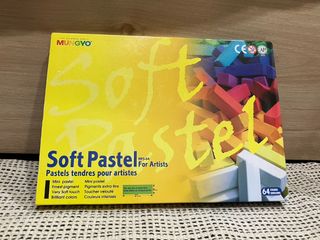 MUNGYO
Soft
Pastel
Soft Pastel
For Artists
Pastels tendres pour artistes
Mini pastel
Finest pigment
Very Soft touch
Brilliant colors
Mini pastel
Pigments extra fins
Toucher velouté
Couleurs intenses
64